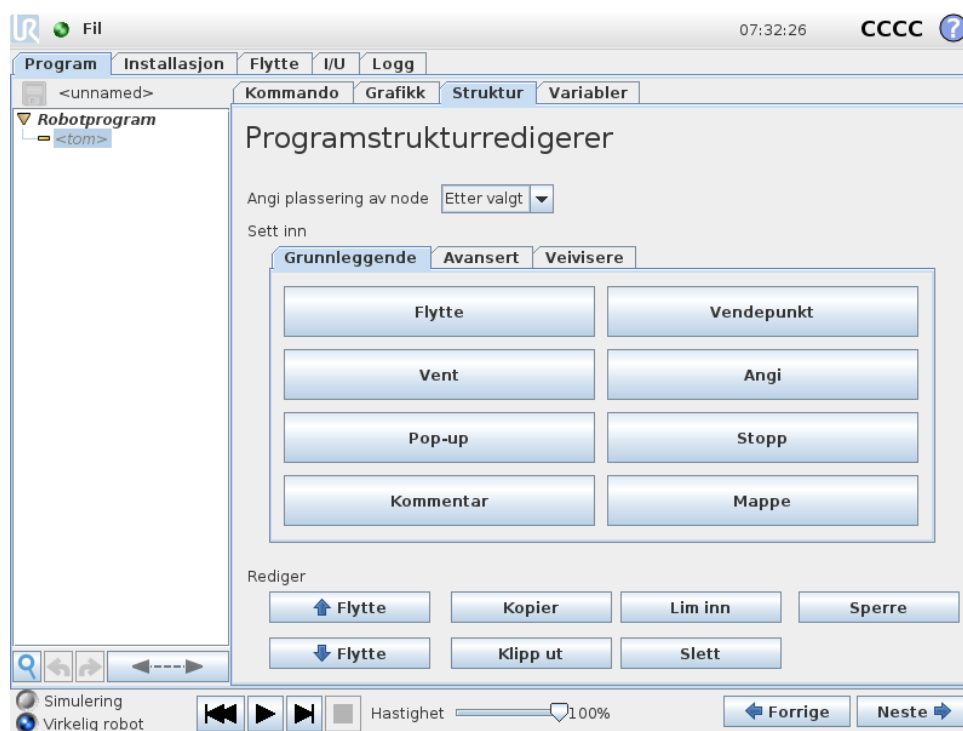 UR Fil 07:32:26 CCCC ?
Program Installasjon Flytte I/U Logg
<unnamed>
Kommando Grafikk Struktur Variabler
Robotprogram
<tom>
Programstrukturredigerer
Angi plassering av node Etter valgt
Sett inn
Grunnleggende Avansert Veivisere
Flytte Vendepunkt
Vent Angi
Pop-up Stopp
Kommentar Mappe
Rediger
Flytte Kopier Lim inn Sperre
Flytte Klipp ut Slett
Simulering
Virkelig robot
Hastighet 100%
Forrige Neste